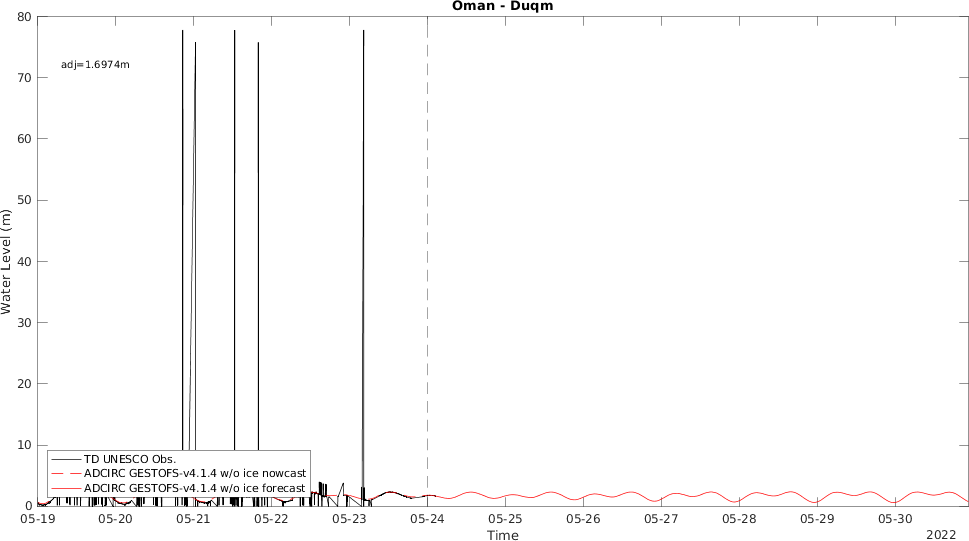 Oman - Duqm
80
70
60
50
40
30
20
10
0
Water Level (m)
adj=1.6974m
TD UNESCO Obs.
ADCIRC GESTOFS-v4.1.4 w/o ice nowcast
ADCIRC GESTOFS-v4.1.4 w/o ice forecast
05-19 05-20 05-21 05-22 05-23 05-24 05-25 05-26 05-27 05-28 05-29 05-30
Time
2022